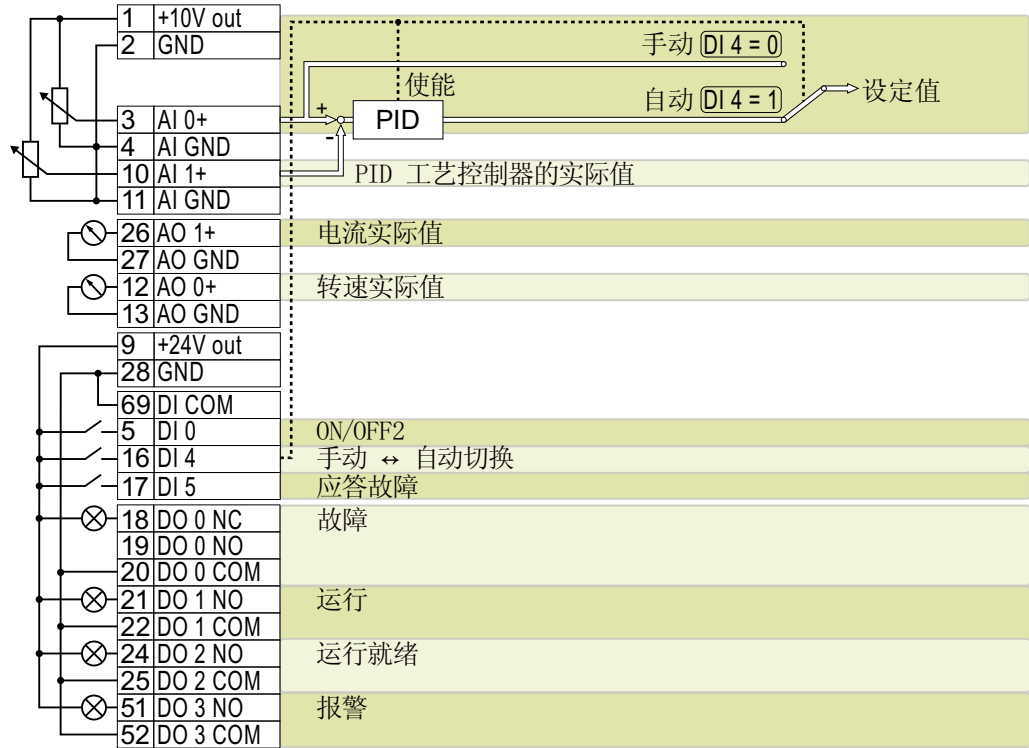 1 +10V out
2 GND
手动 DI 4 = 0
使能
自动 DI 4 = 1
设定值
3 AI 0+
+
PID
4 AI GND
-
10 AI 1+
PID 工艺控制器的实际值
11 AI GND
26 AO 1+ 电流实际值
27 AO GND
12 AO 0+ 转速实际值
13 AO GND
9 +24V out
28 GND
69 DI COM
5 DI 0 ON/OFF2
16 DI 4 手动 ↔ 自动切换
17 DI 5 应答故障
18 DO 0 NC 故障
19 DO 0 NO
20 DO 0 COM
21 DO 1 NO 运行
22 DO 1 COM
24 DO 2 NO 运行就绪
25 DO 2 COM
51 DO 3 NO 报警
52 DO 3 COM